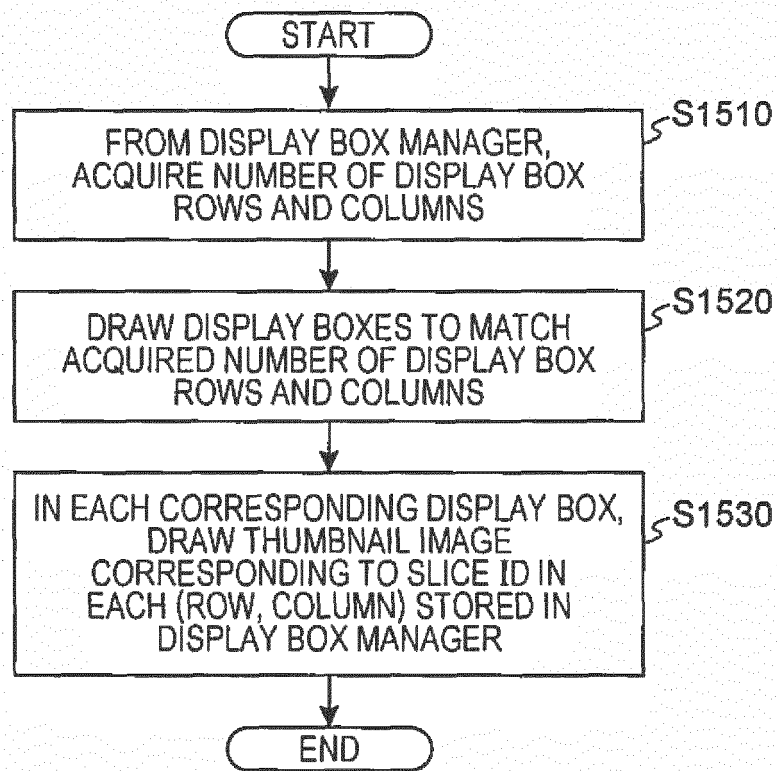 START
FROM DISPLAY BOX MANAGER,
ACQUIRE NUMBER OF DISPLAY BOX
ROWS AND COLUMNS
S1510
DRAW DISPLAY BOXES TO MATCH
ACQUIRED NUMBER OF DISPLAY BOX
ROWS AND COLUMNS
S1520
IN EACH CORRESPONDING DISPLAY BOX,
DRAW THUMBNAIL IMAGE
CORRESPONDING TO SLICE ID IN
EACH (ROW, COLUMN) STORED IN
DISPLAY BOX MANAGER
S1530
END